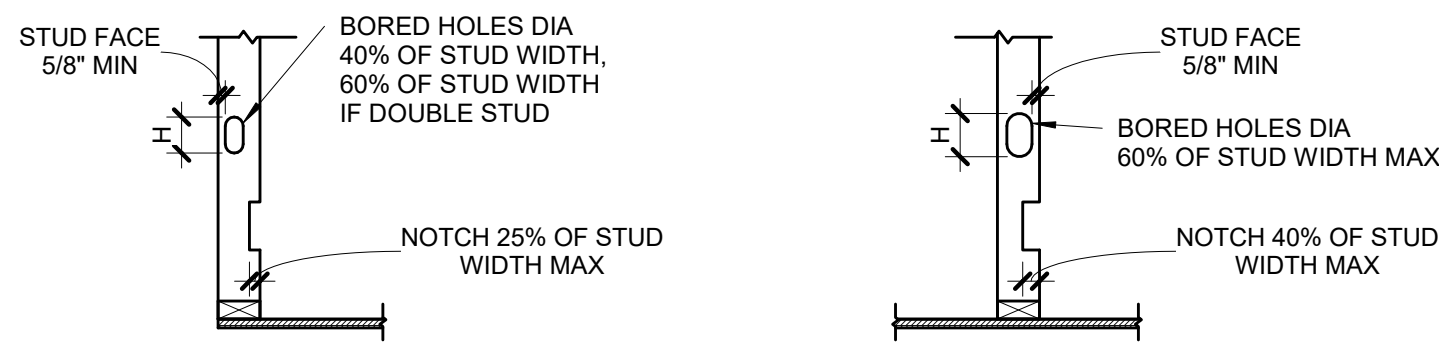 STUD FACE
5/8" MIN
BORED HOLES DIA
40% OF STUD WIDTH,
60% OF STUD WIDTH
IF DOUBLE STUD
H
NOTCH 25% OF STUD
WIDTH MAX
STUD FACE
5/8" MIN
H
BORED HOLES DIA
60% OF STUD WIDTH MAX
NOTCH 40% OF STUD
WIDTH MAX